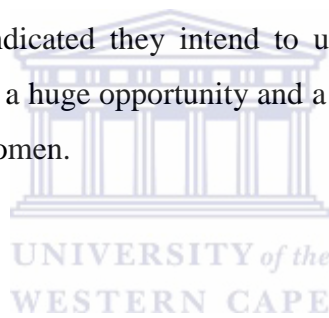 ndicated they intend to u
a huge opportunity and a
omen.
UNIVERSITY of the
WESTERN CAPE